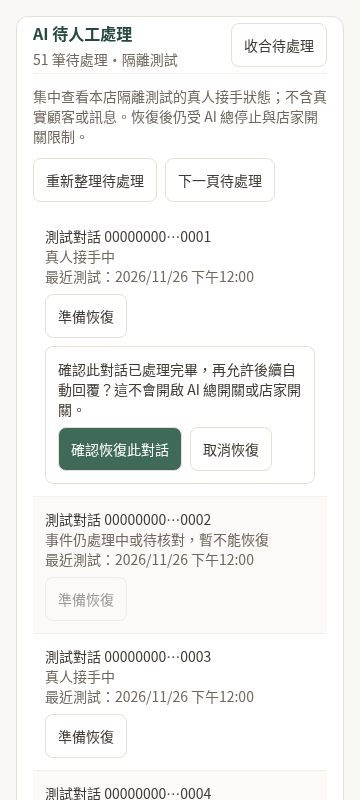 AI 待人工處理
51 筆待處理・隔離測試
收合待處理
集中查看本店隔離測試的真人接手狀態；不含真
實顧客或訊息。恢復後仍受 AI 總停止與店家開
關限制。
重新整理待處理
下一頁待處理
測試對話 00000000…0001
真人接手中
最近測試：2026/11/26 下午12:00
準備恢復
確認此對話已處理完畢，再允許後續自
動回覆？這不會開啟 AI 總開關或店家開
關。
確認恢復此對話
取消恢復
測試對話 00000000…0002
事件仍處理中或待核對，暫不能恢復
最近測試：2026/11/26 下午12:00
準備恢復
測試對話 00000000…0003
真人接手中
最近測試：2026/11/26 下午12:00
準備恢復
測試對話 00000000…0004